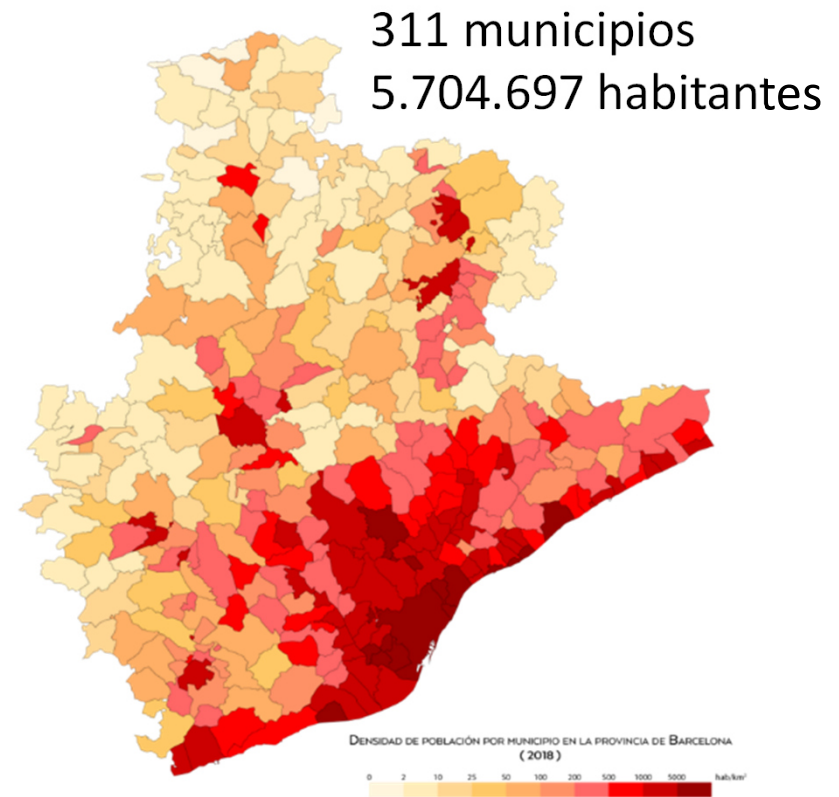 311 municipios
5.704.697 habitantes
DENSIDAD DE POBLACIÓN POR MUNICIPIO EN LA PROVINCIA DE BARCELONA
(2018)
0 2 10 25 50 100 200 500 1000 5000 hab/km²